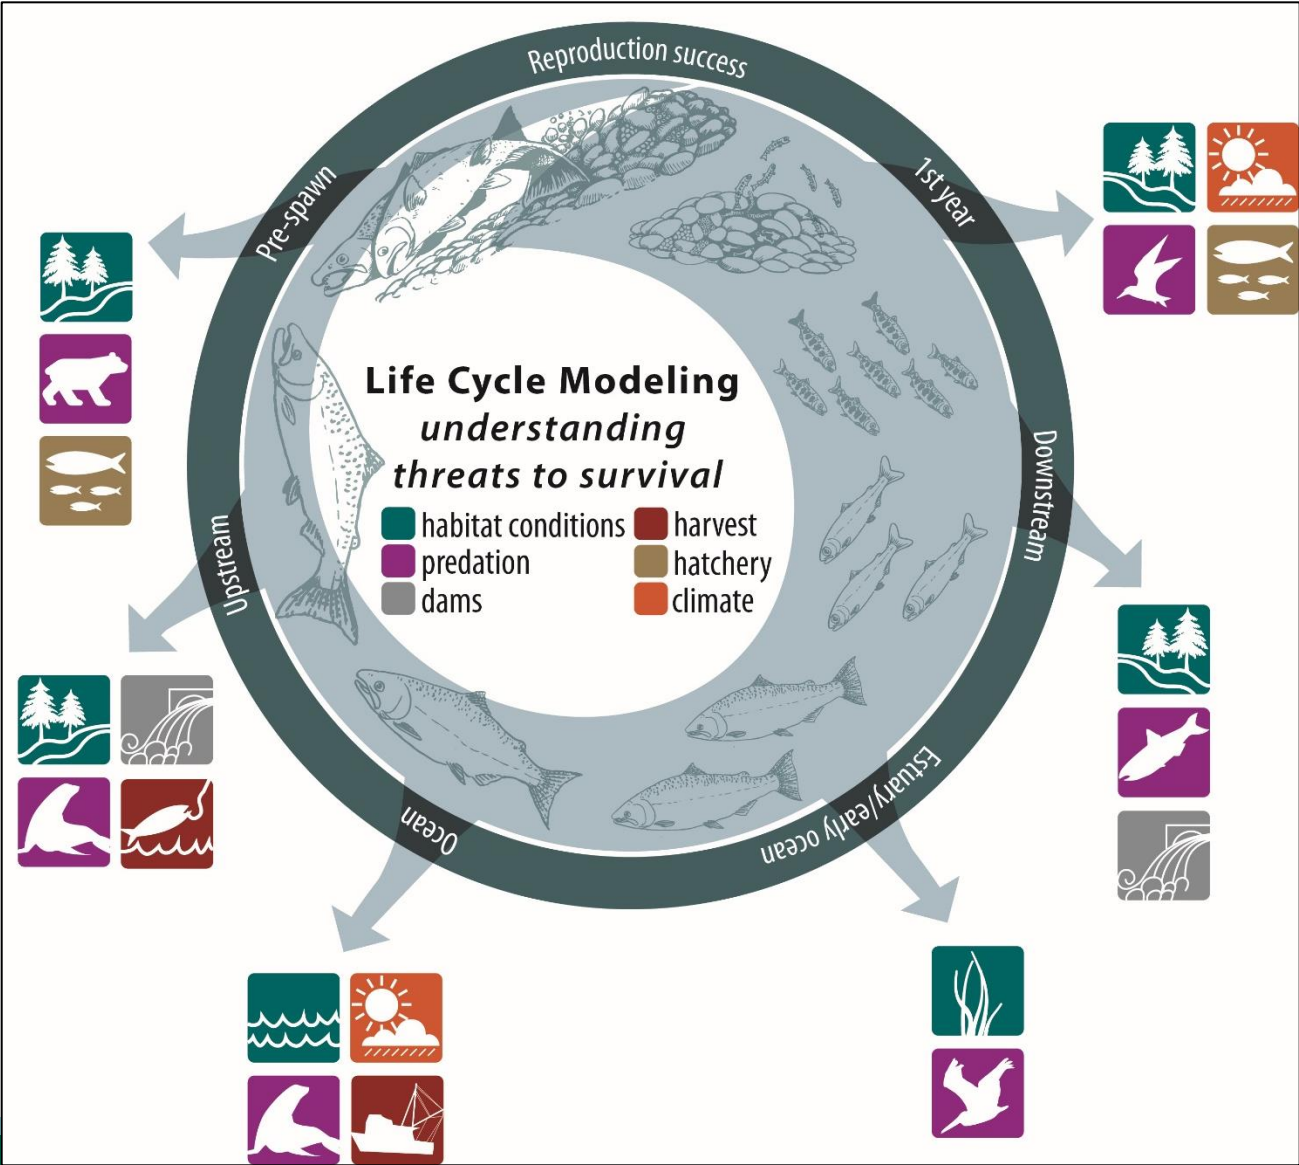 Reproduction success
1st year
Downstream
Estuary/early ocean
Ocean
Upstream
Pre-spawn
Life Cycle Modeling
understanding
threats to survival
habitat conditions
harvest
predation
hatchery
dams
climate